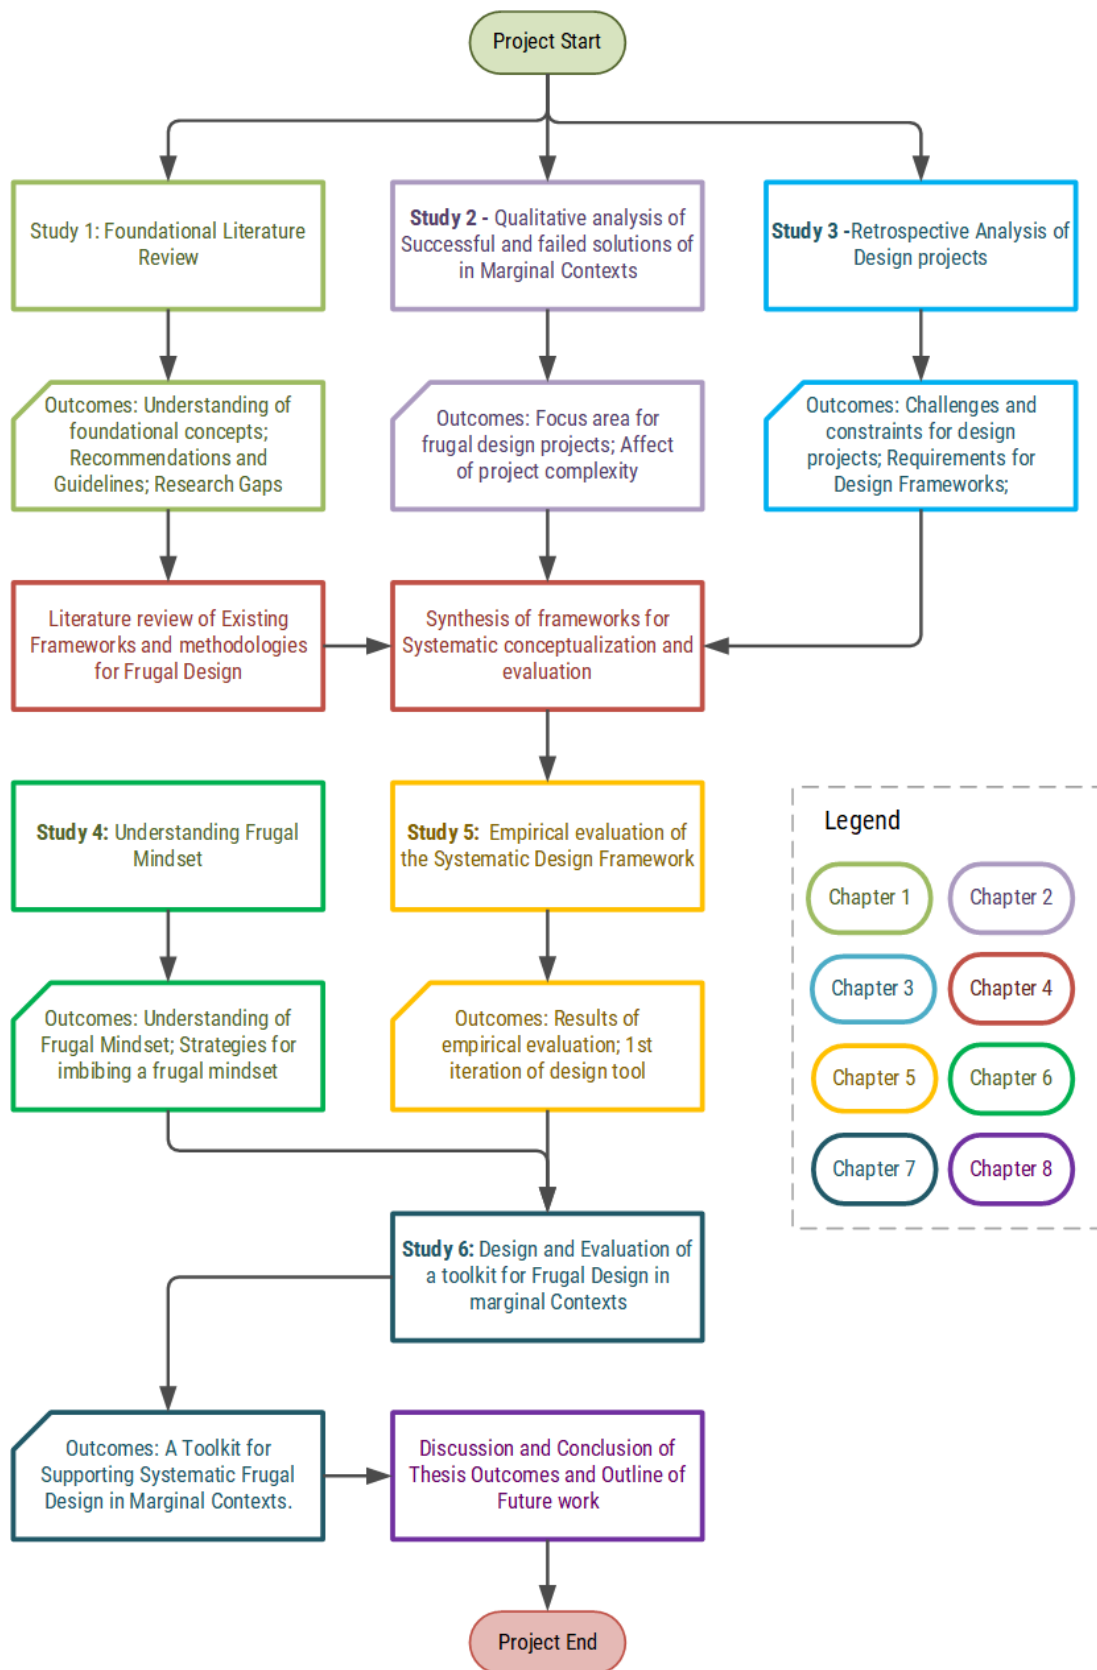 Project Start
Study 1: Foundational Literature
Review
Study 2 - Qualitative analysis of
Successful and failed solutions of
in Marginal Contexts
Study 3 -Retrospective Analysis of
Design projects
Outcomes: Understanding of
foundational concepts;
Recommendations and
Guidelines; Research Gaps
Outcomes: Focus area for
frugal design projects; Affect
of project complexity
Outcomes: Challenges and
constraints for design
projects; Requirements for
Design Frameworks;
Literature review of Existing
Frameworks and methodologies
for Frugal Design
Synthesis of frameworks for
Systematic conceptualization and
evaluation
Study 4: Understanding Frugal
Mindset
Study 5: Empirical evaluation of
the Systematic Design Framework
Outcomes: Understanding of
Frugal Mindset; Strategies for
imbibing a frugal mindset
Outcomes: Results of
empirical evaluation; 1st
iteration of design tool
Legend
Chapter 1
Chapter 2
Chapter 3
Chapter 4
Chapter 5
Chapter 6
Chapter 7
Chapter 8
Study 6: Design and Evaluation of
a toolkit for Frugal Design in
marginal Contexts
Outcomes: A Toolkit for
Supporting Systematic Frugal
Design in Marginal Contexts.
Discussion and Conclusion of
Thesis Outcomes and Outline of
Future work
Project End